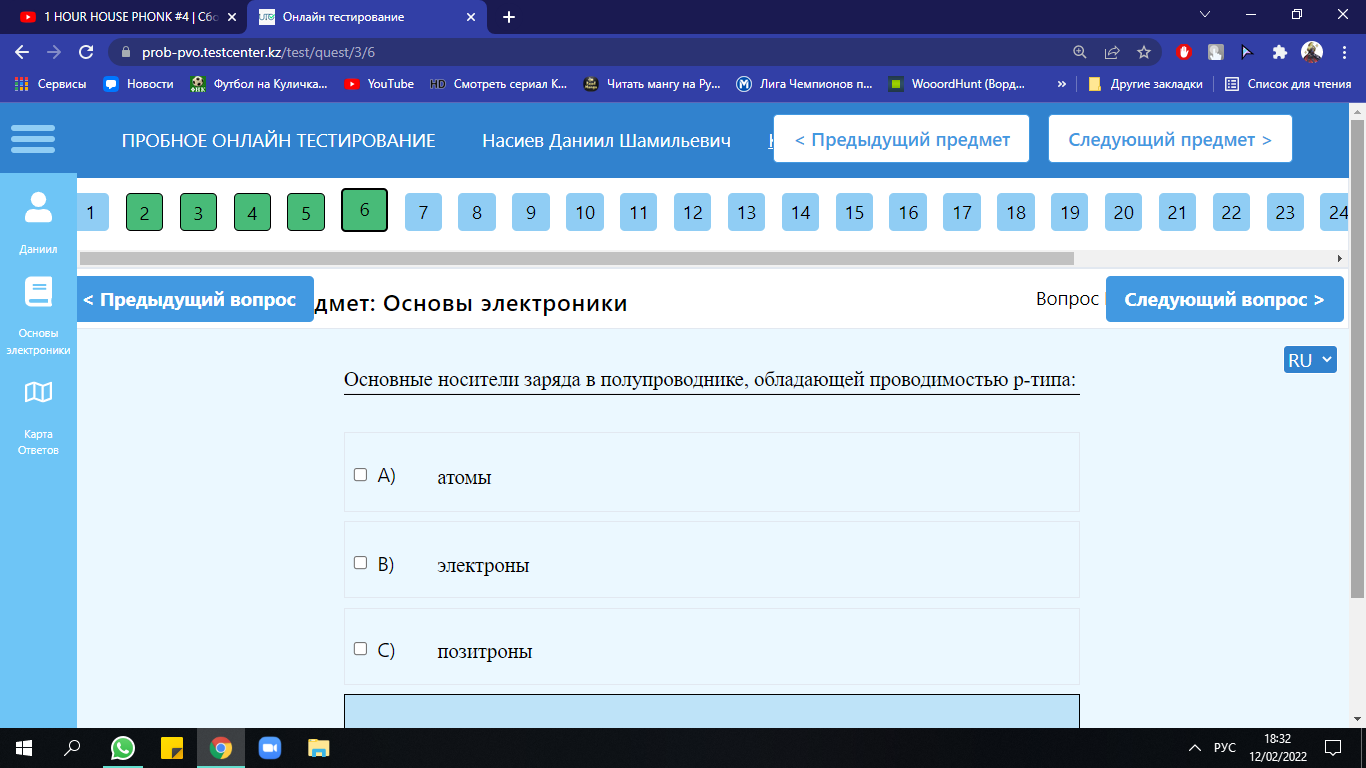 1 HOUR HOUSE PHONK #4 | Сбо
Онлайн тестирование
prob-pvo.testcenter.kz/test/quest/3/6
Сервисы
Новости
Футбол на Куличка...
YouTube
HD Смотреть сериал К...
Читать мангу на Ру...
Лига Чемпионов п...
WooordHunt (Ворд...
»
Другие закладки
Список для чтения
ПРОБНОЕ ОНЛАЙН ТЕСТИРОВАНИЕ
Насиев Даниил Шамильевич
< Предыдущий предмет
Следующий предмет >
1 2 3 4 5 6 7 8 9 10 11 12 13 14 15 16 17 18 19 20 21 22 23 24
Даниил
Основы
электроники
Карта
Ответов
< Предыдущий вопрос
дмет: Основы электроники
Вопрос
Следующий вопрос >
RU
Основные носители заряда в полупроводнике, обладающей проводимостью p-типа:
A) атомы
B) электроны
C) позитроны
РУС
18:32
12/02/2022